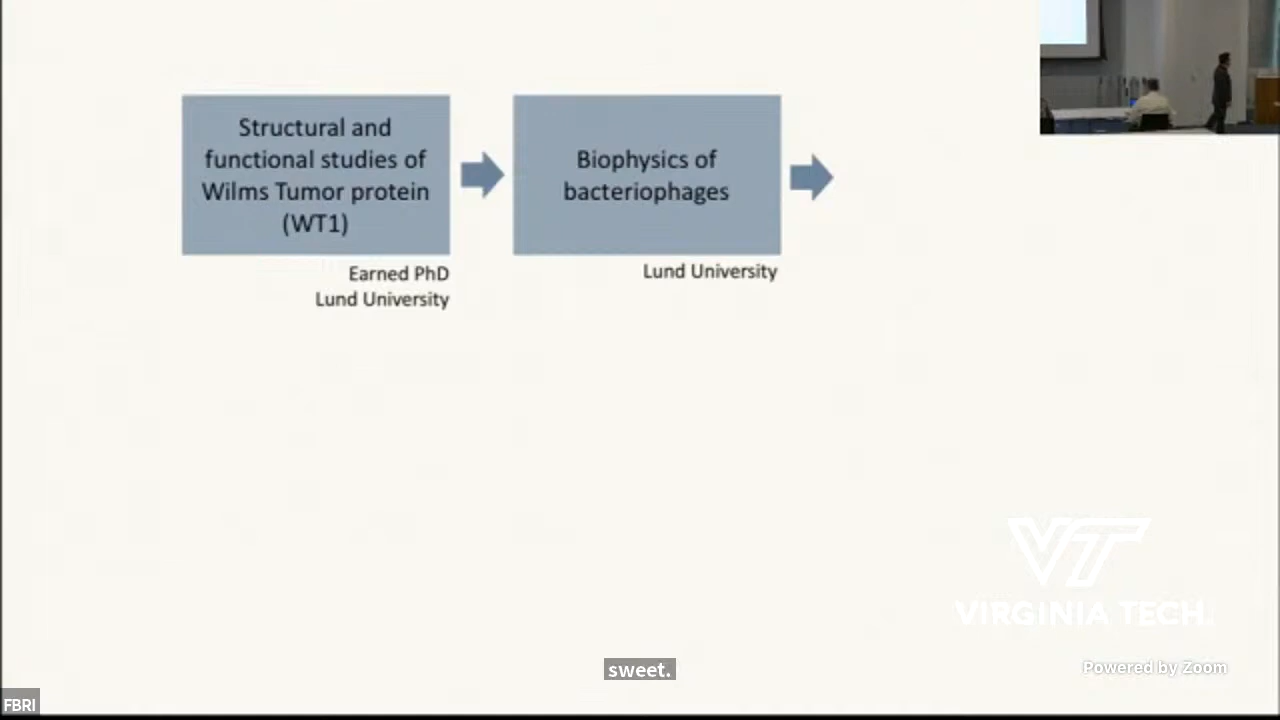 Structural and
functional studies of
Wilms Tumor protein
(WT1)
Biophysics of
bacteriophages
Earned PhD
Lund University
Lund University
VT
VIRGINIA TECH.
sweet.
Powered by Zoom
FBRI